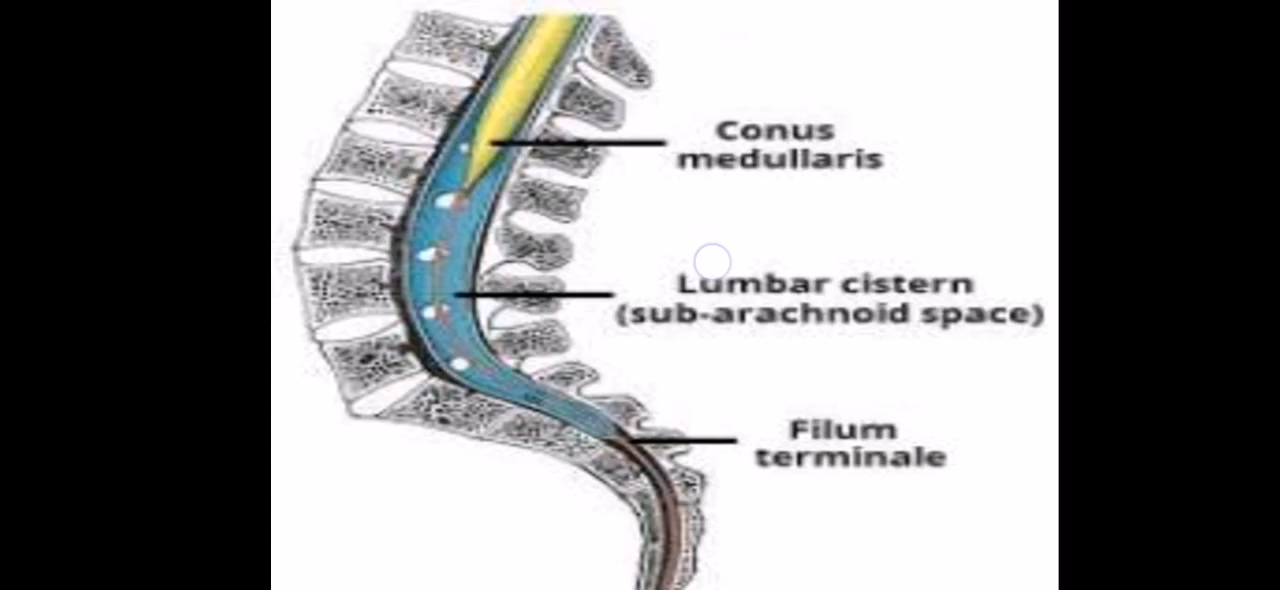 Conus
medullaris
Lumbar cistern
(sub-arachnoid space)
Filum
terminale